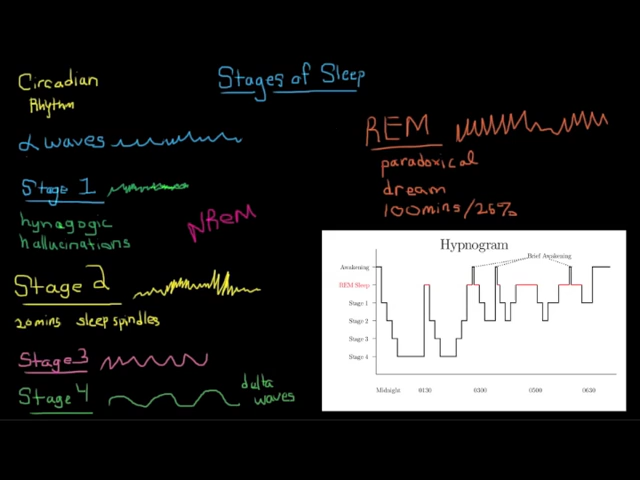 Stages of Sleep
Circadian
Rhythm
α waves
Stage 1
hynagogic
hallucinations
NREM
Stage 2
20mins sleep spindles
Stage 3
Stage 4
delta
waves
REM
paradoxical
dream
100mins/25%
Hypnogram
Brief Awakening
Awakening
REM Sleep
Stage 1
Stage 2
Stage 3
Stage 4
Midnight 0130 0300 0500 0630